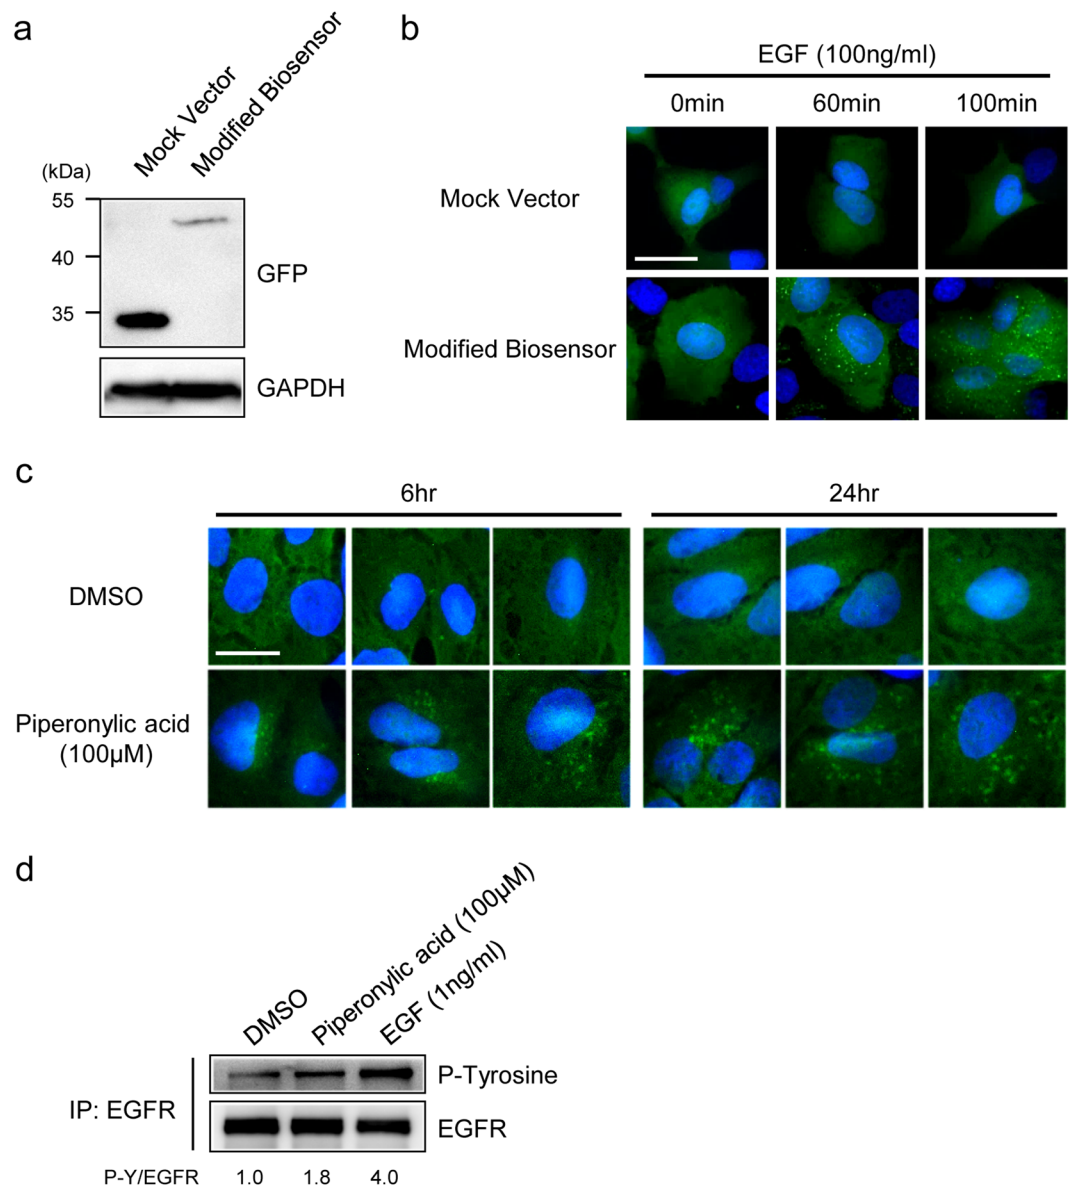 a
Mock Vector
Modified Biosensor
(kDa)
55
40
35
GFP
GAPDH
b
EGF (100ng/ml)
0min 60min 100min
Mock Vector
Modified Biosensor
c
6hr 24hr
DMSO
Piperonylic acid
(100µM)
d
DMSO
Piperonylic acid (100µM)
EGF (1ng/ml)
IP: EGFR
P-Tyrosine
EGFR
P-Y/EGFR 1.0 1.8 4.0